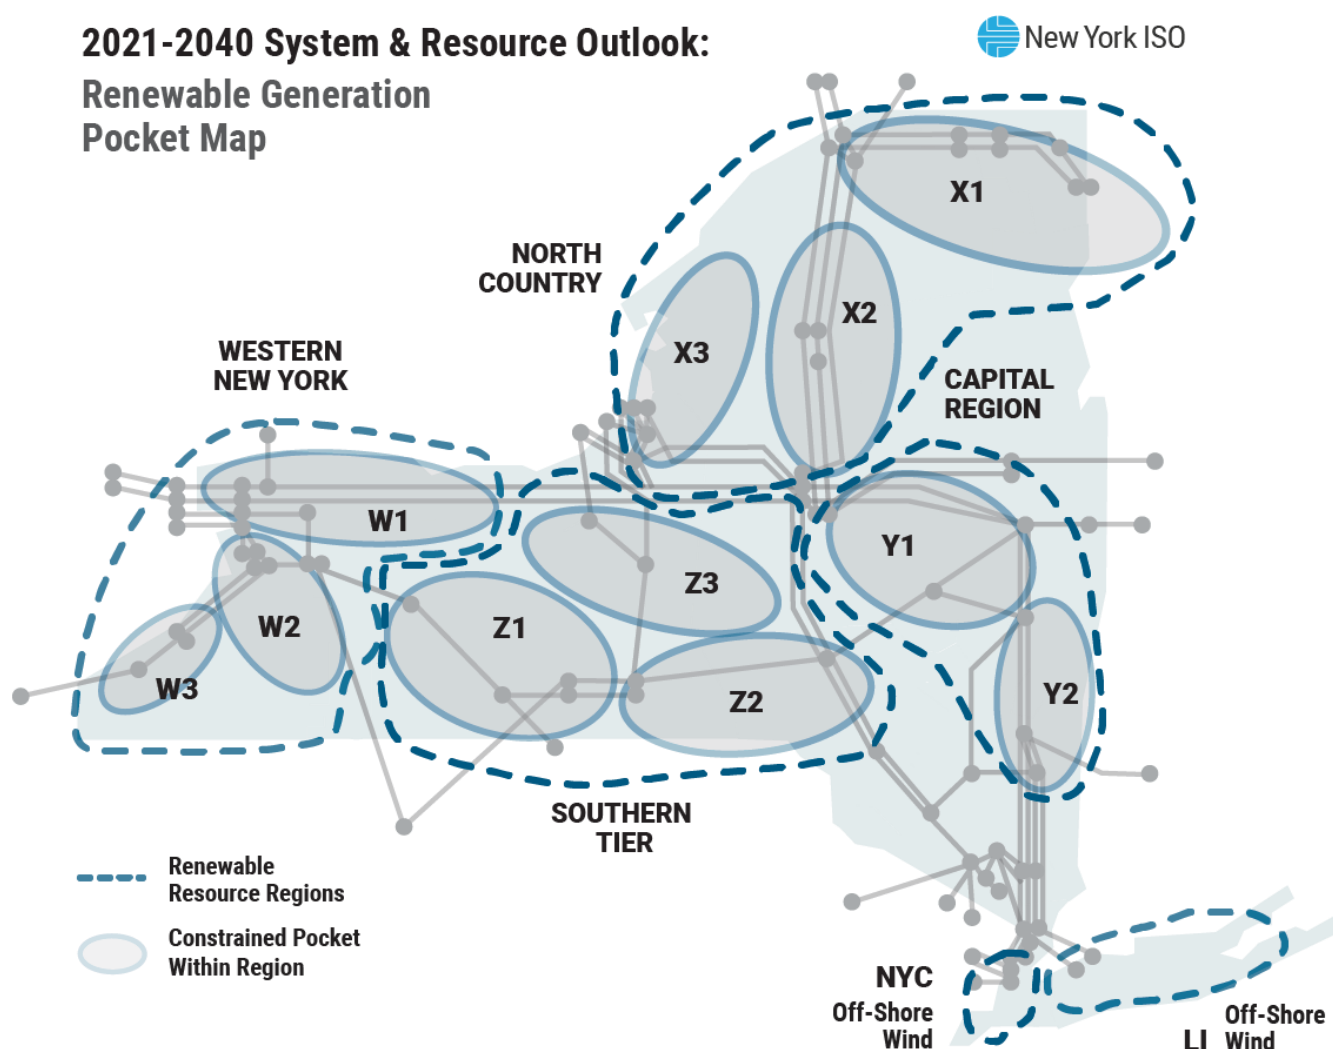 2021-2040 System & Resource Outlook:
Renewable Generation
Pocket Map
New York ISO
NORTH
COUNTRY
X1
X2
X3
WESTERN
NEW YORK
CAPITAL
REGION
W1
W2
W3
Z1
Z3
Z2
Y1
Y2
SOUTHERN
TIER
Renewable
Resource Regions
Constrained Pocket
Within Region
NYC
Off-Shore
Wind
LI
Off-Shore
Wind